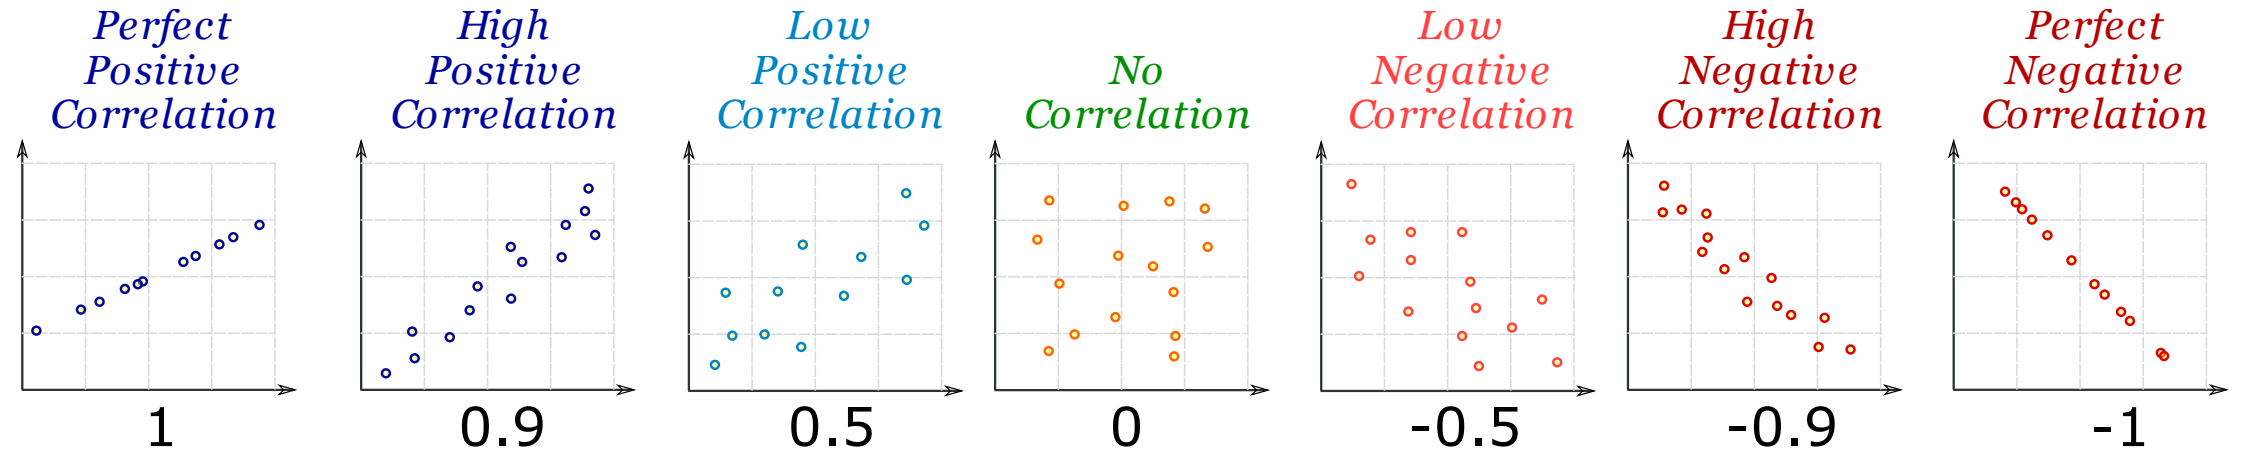 Perfect
Positive
Correlation
1
High
Positive
Correlation
0.9
Low
Positive
Correlation
0.5
No
Correlation
0
Low
Negative
Correlation
-0.5
High
Negative
Correlation
-0.9
Perfect
Negative
Correlation
-1